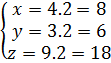 x = 4.2 = 8
y = 3.2 = 6
z = 9.2 = 18